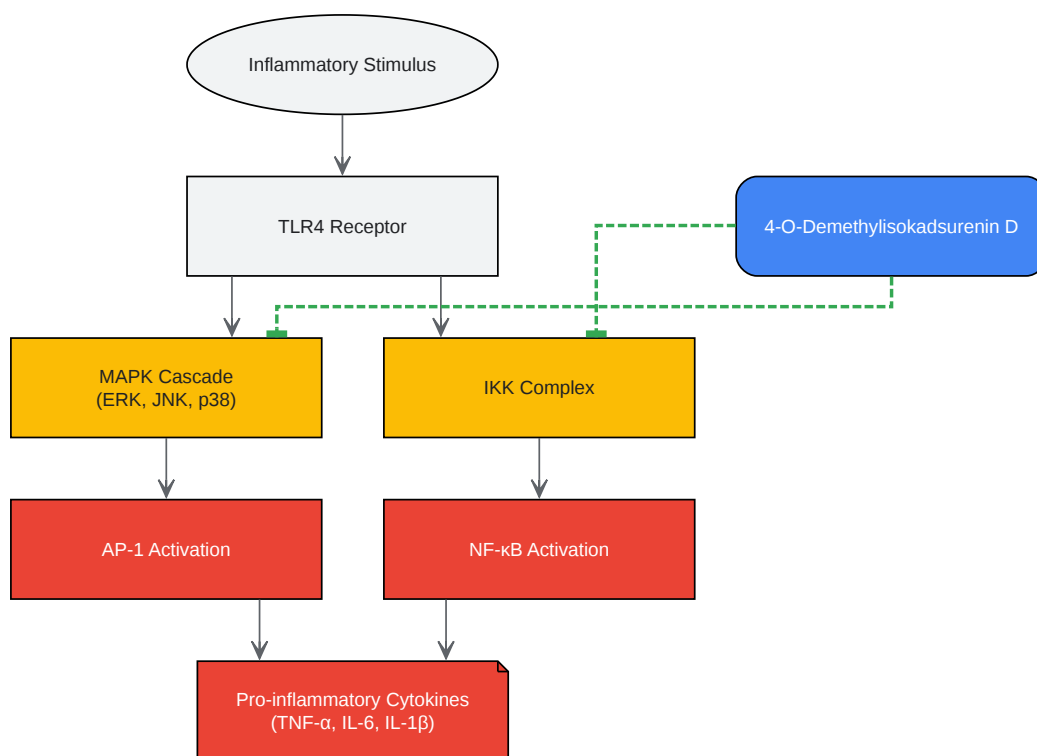 Inflammatory Stimulus
TLR4 Receptor
4-O-Demethylisokadsurenin D
MAPK Cascade
(ERK, JNK, p38)
IKK Complex
AP-1 Activation
NF-κB Activation
Pro-inflammatory Cytokines
(TNF-α, IL-6, IL-1β)